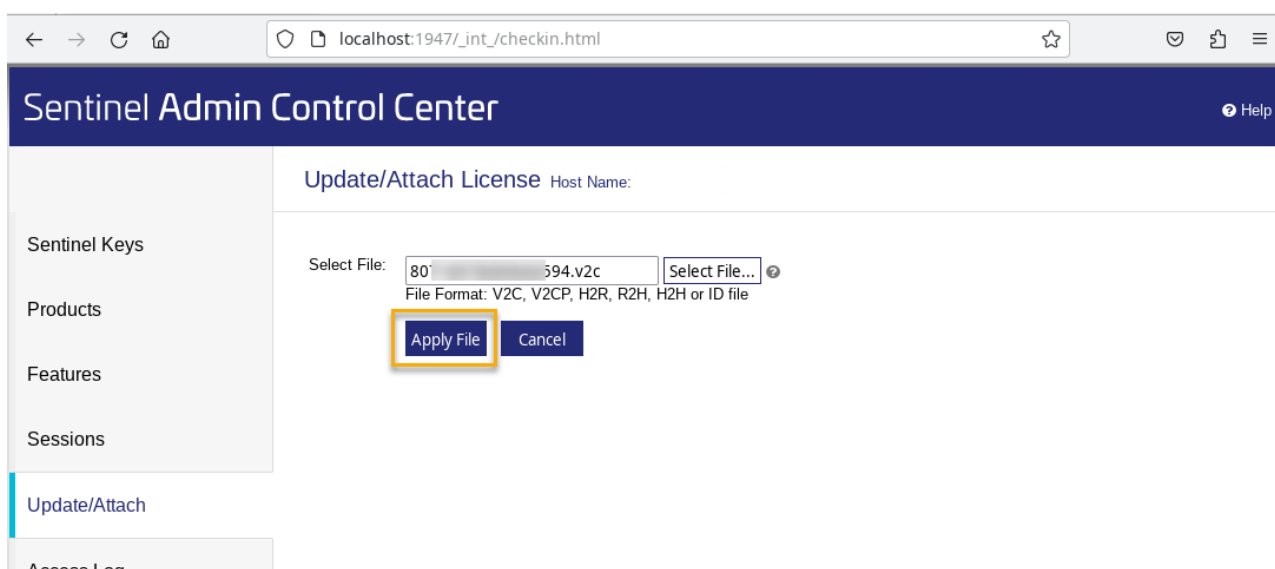 localhost:1947/_int_/checkin.html
Sentinel Admin Control Center
Help
Update/Attach License Host Name:
Sentinel Keys
Products
Features
Sessions
Update/Attach
Access Log
Select File:
594.v2c
Select File...
File Format: V2C, V2CP, H2R, R2H, H2H or ID file
Apply File
Cancel